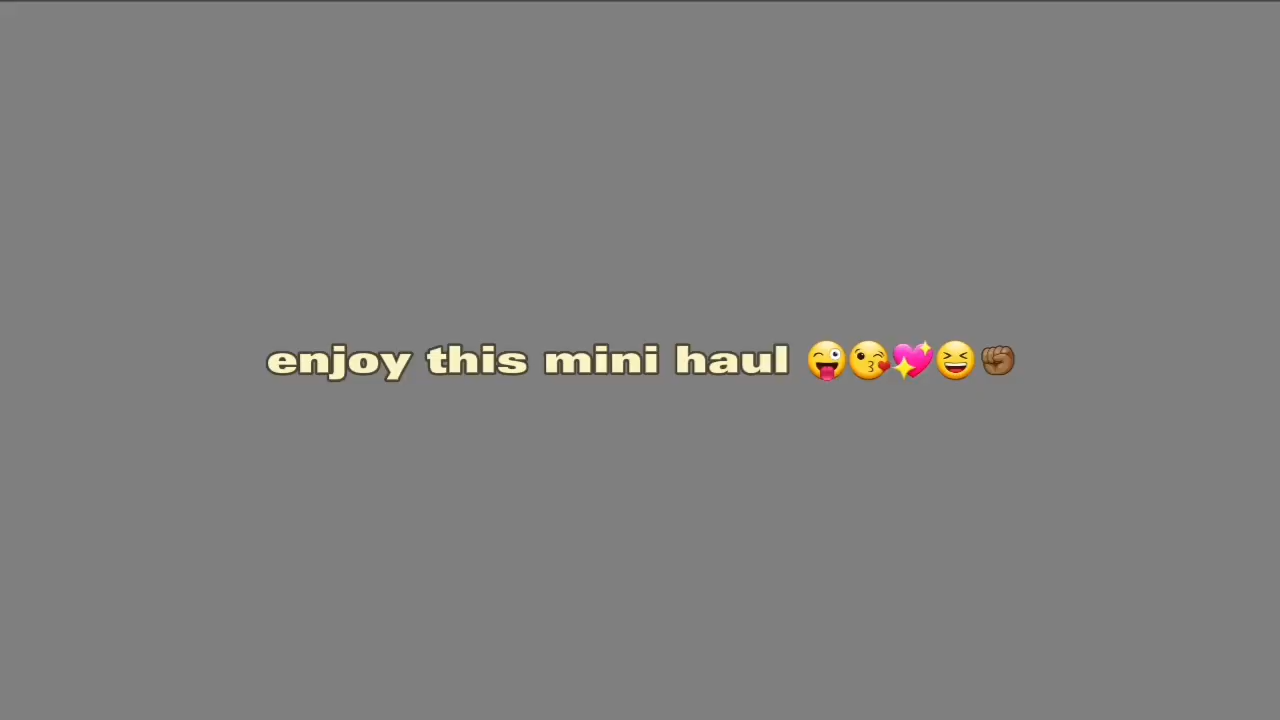 enjoy this mini haul 😜😘💖😆✊🏾